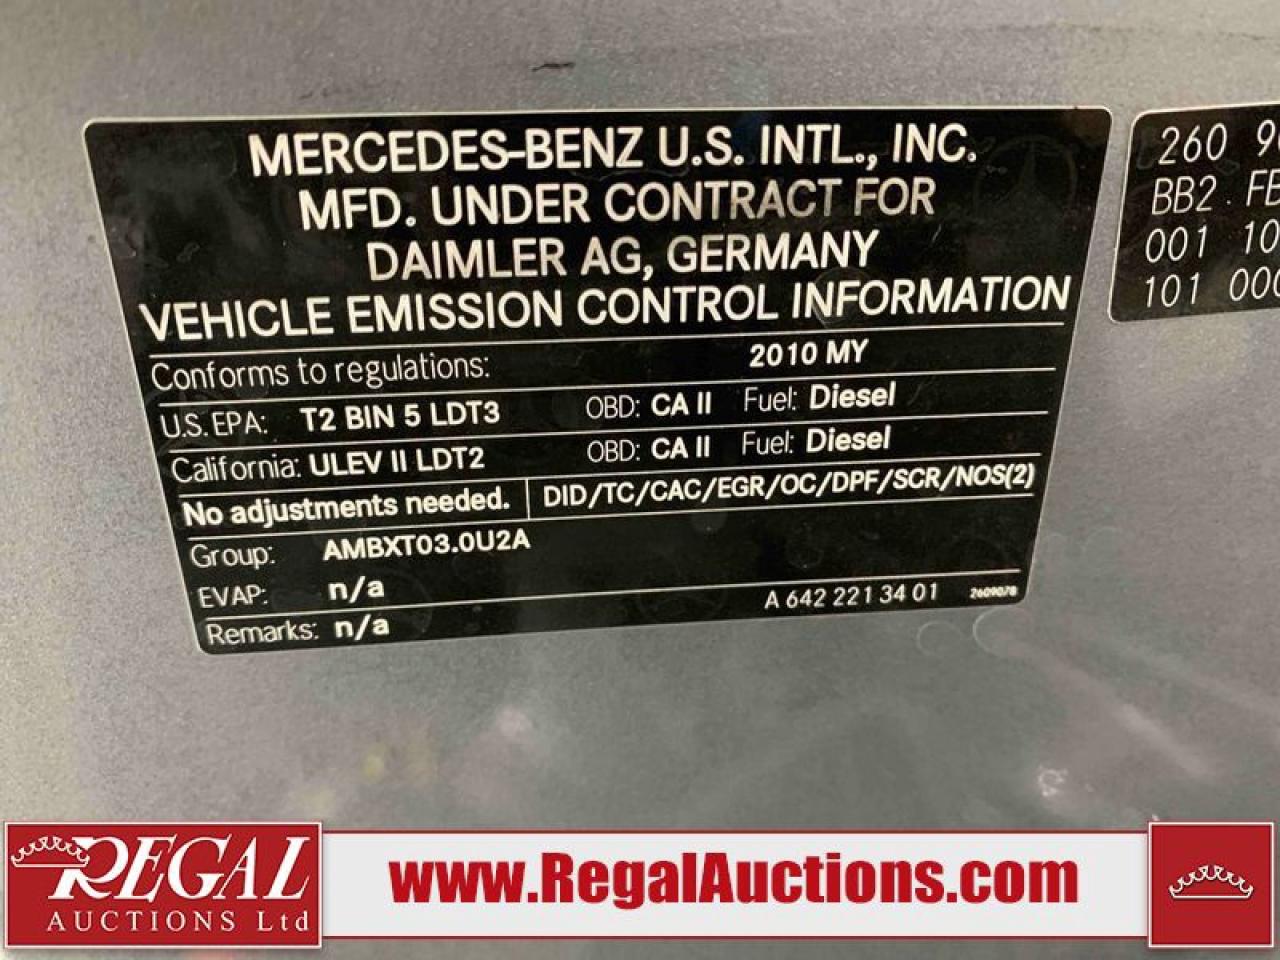 MERCEDES-BENZ U.S. INTL., INC.
MFD. UNDER CONTRACT FOR
DAIMLER AG, GERMANY
VEHICLE EMISSION CONTROL INFORMATION
Conforms to regulations: 2010 MY
U.S. EPA: T2 BIN 5 LDT3 OBD: CA II Fuel: Diesel
California: ULEV II LDT2 OBD: CA II Fuel: Diesel
No adjustments needed. DID/TC/CAC/EGR/OC/DPF/SCR/NOS(2)
Group: AMBXT03.0U2A
EVAP: n/a
A 642 221 34 01 2609078
Remarks: n/a
260
BB2
001 10
101
REGAL
AUCTIONS Ltd
www.RegalAuctions.com